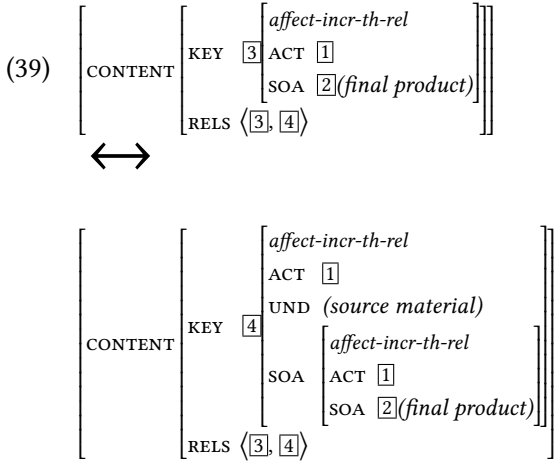 affect-incr-th-rel
(39) CONTENT KEY 3 ACT 1
SOA 2(final product)
RELS ⟨3, 4⟩
⟷
affect-incr-th-rel
ACT 1
UND (source material)
CONTENT KEY 4 affect-incr-th-rel
SOA ACT 1
SOA 2(final product)
RELS ⟨3, 4⟩